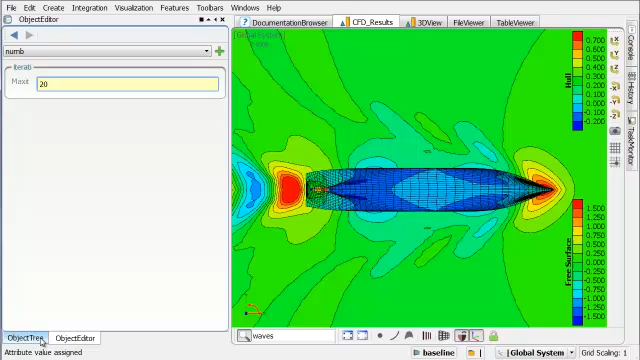 File Edit Create Integration Visualization Features Toolbars Windows Help
ObjectEditor
DocumentationBrowser CFD_Results 3DView FileViewer TableViewer
numb
Iterati
Maxit 20
[Global System]
0.700
0.600
0.500
0.400
0.300
0.200
0.100
0.000
-0.100
-0.200
Hull
1.500
1.250
1.000
0.750
0.500
0.250
0.000
-0.250
-0.500
-0.750
-1.000
-1.250
-1.500
Free Surface
X
Y
Z
-X
-Y
-Z
Console
History
TaskMonitor
waves
ObjectTree ObjectEditor
Attribute value assigned
baseline
Global System
Grid Scaling: 1